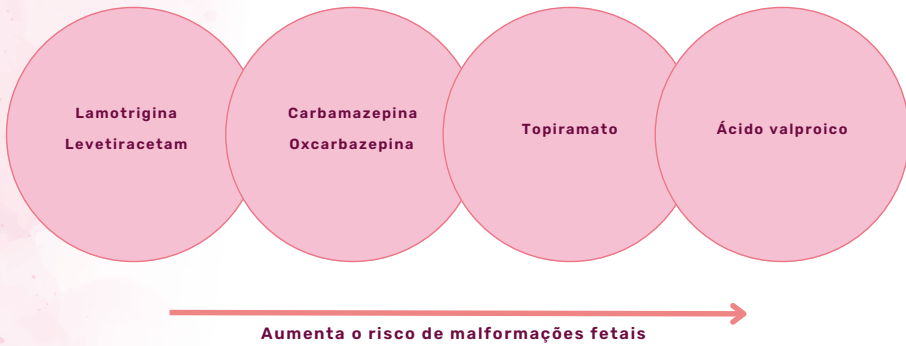 Lamotrigina
Levetiracetam
Carbamazepina
Oxcarbazepina
Topiramato
Ácido valproico
Aumenta o risco de malformações fetais